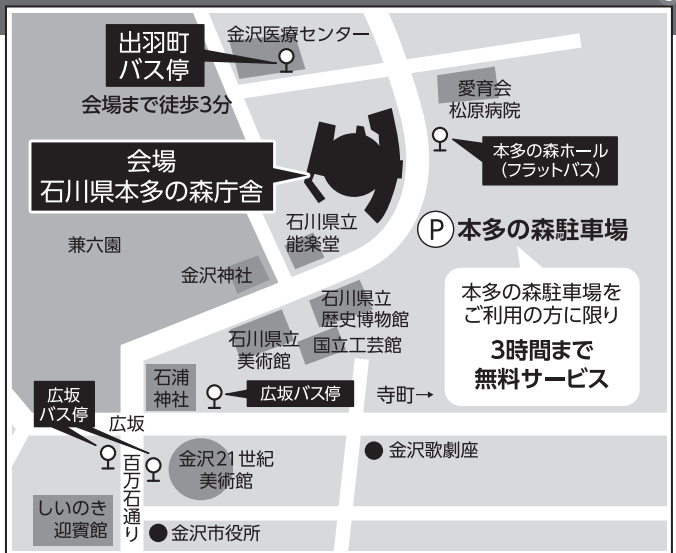 出羽町
バス停
会場まで徒歩3分
金沢医療センター
愛育会
松原病院
本多の森ホール
(フラットバス)
会場
石川県本多の森庁舎
石川県立
能楽堂
P 本多の森駐車場
兼六園
金沢神社
本多の森駐車場を
ご利用の方に限り
3時間まで
無料サービス
石川県立
歴史博物館
石川県立
美術館
国立工芸館
石浦
神社
広坂バス停
寺町→
広坂
バス停
広坂
百万石通り
金沢21世紀
美術館
金沢歌劇座
しいのき
迎賓館
金沢市役所